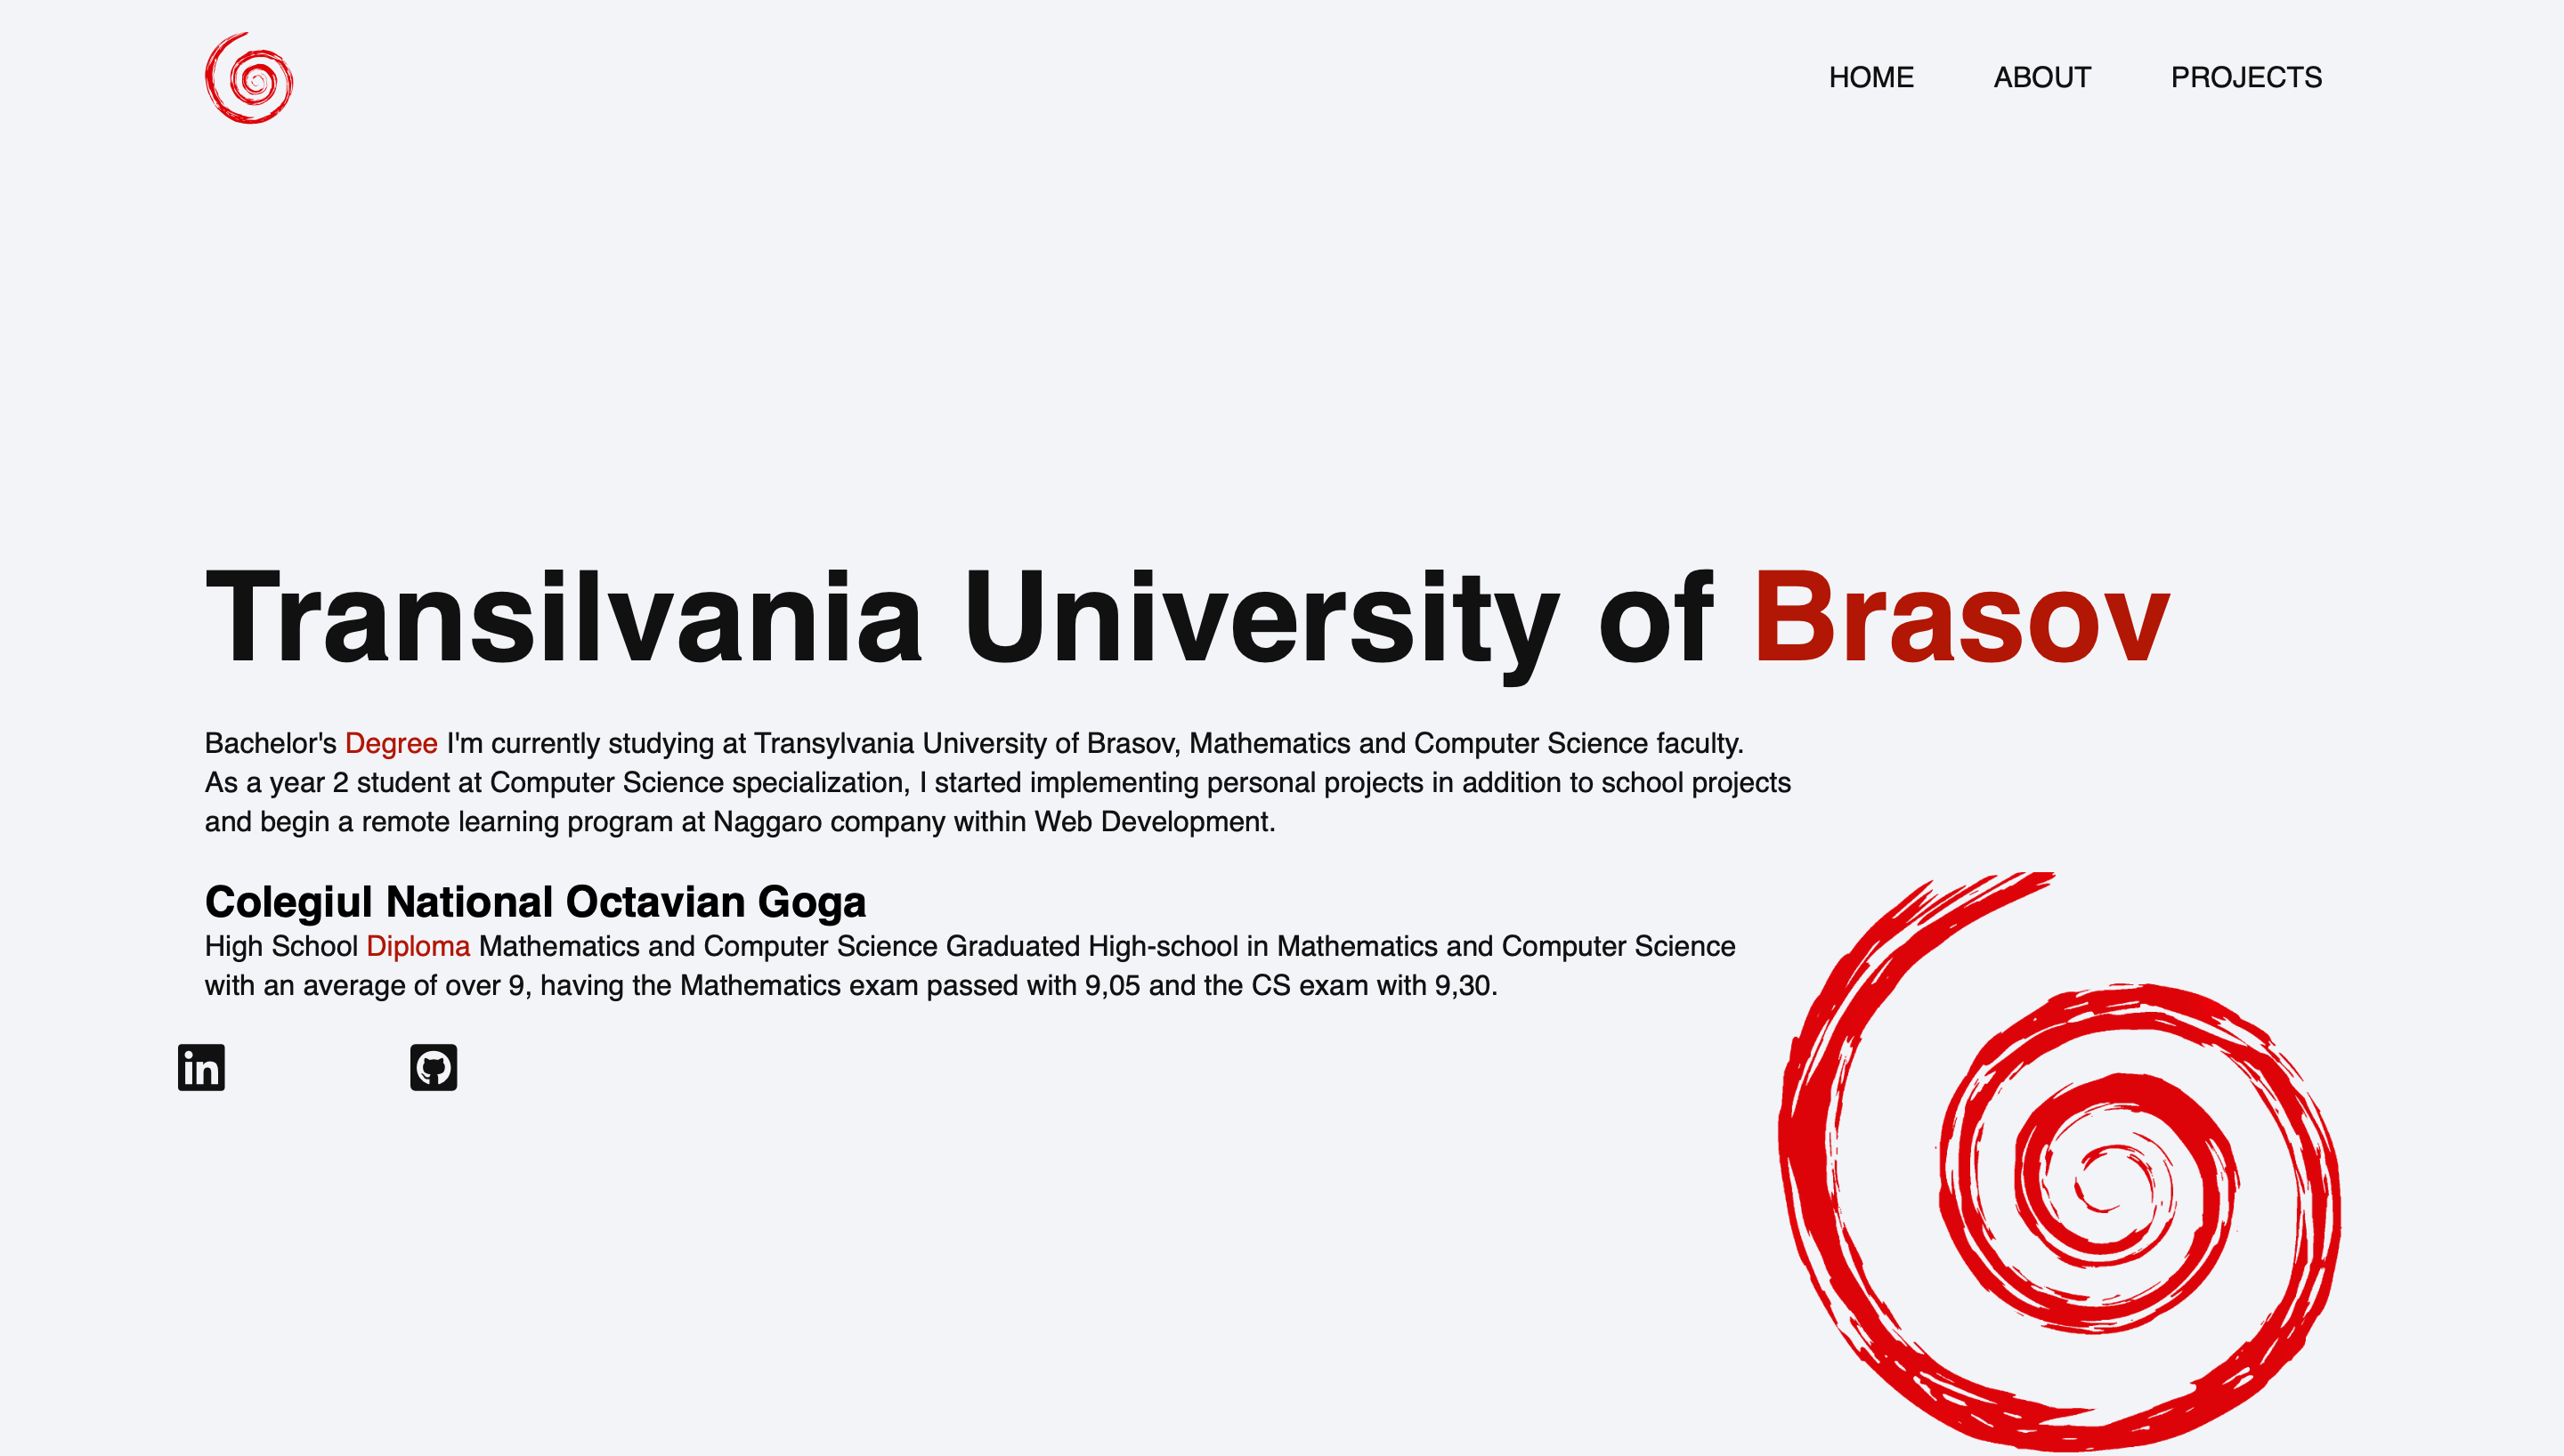 HOME ABOUT PROJECTS
Transilvania University of Brasov
Bachelor's Degree I'm currently studying at Transylvania University of Brasov, Mathematics and Computer Science faculty.
As a year 2 student at Computer Science specialization, I started implementing personal projects in addition to school projects
and begin a remote learning program at Naggaro company within Web Development.
Colegiul National Octavian Goga
High School Diploma Mathematics and Computer Science Graduated High-school in Mathematics and Computer Science
with an average of over 9, having the Mathematics exam passed with 9,05 and the CS exam with 9,30.
in